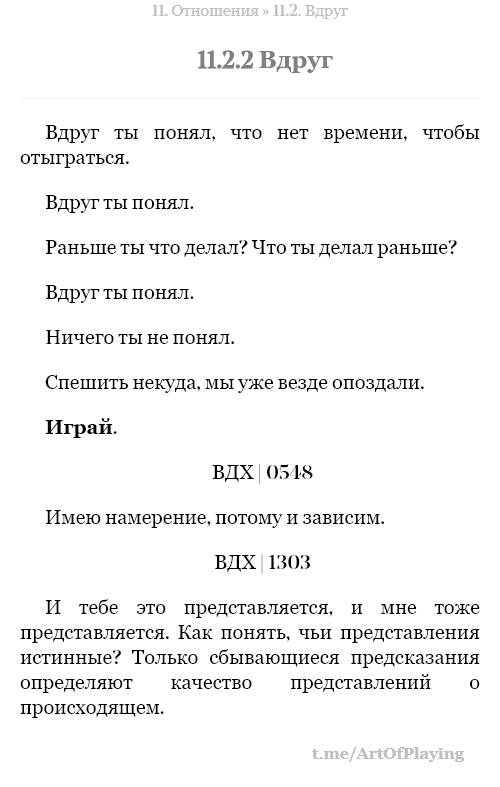 11. Отношения » 11.2. Вдруг
11.2.2 Вдруг
Вдруг ты понял, что нет времени, чтобы
отыграться.
Вдруг ты понял.
Раньше ты что делал? Что ты делал раньше?
Вдруг ты понял.
Ничего ты не понял.
Спешить некуда, мы уже везде опоздали.
Играй.
ВДХ | 0548
Имею намерение, потому и зависим.
ВДХ | 1303
И тебе это представляется, и мне тоже
представляется. Как понять, чьи представления
истинные? Только сбывающиеся предсказания
определяют качество представлений о
происходящем.
t.me/ArtOfPlaying